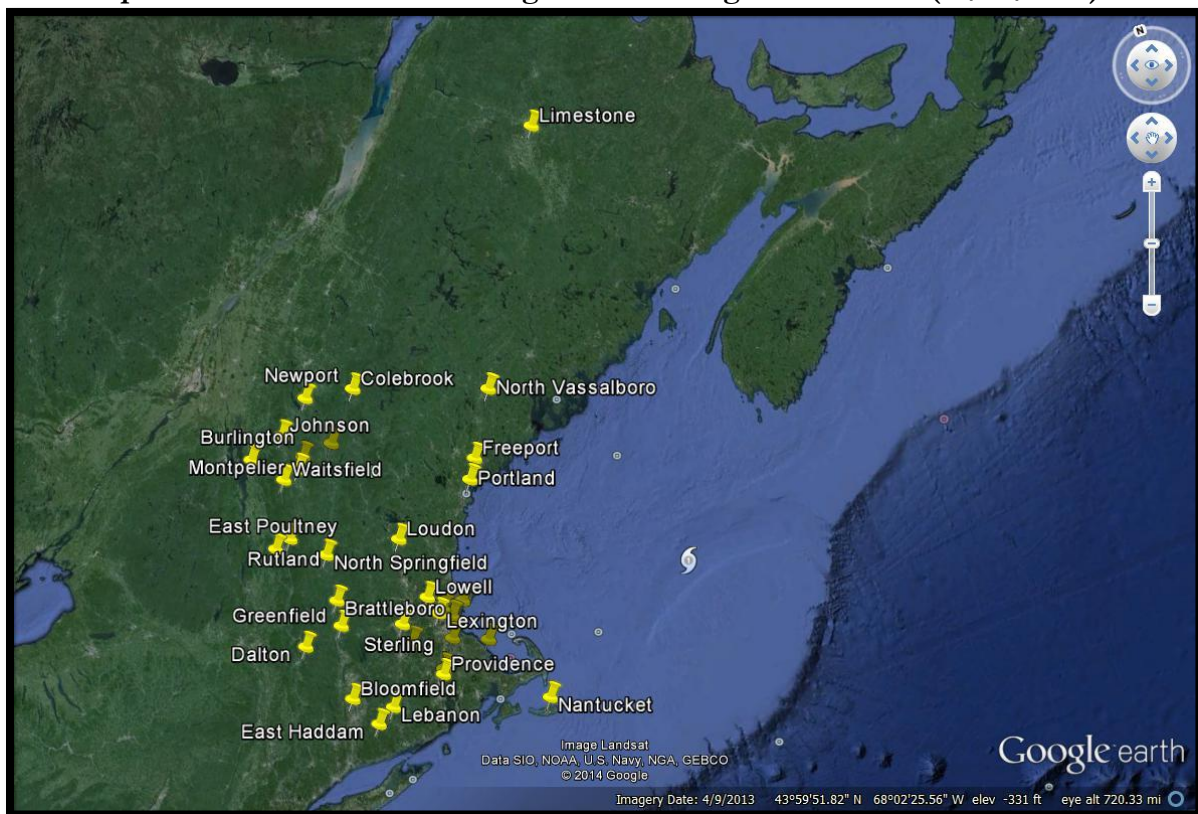 N
Limestone
Newport
Colebrook
North Vassalboro
Johnson
Burlington
Freeport
Montpelier
Waitsfield
Portland
East Poultney
Loudon
Rutland
North Springfield
Lowell
Greenfield
Brattleboro
Lexington
Sterling
Dalton
Providence
Bloomfield
Nantucket
Lebanon
East Haddam
Image Landsat
Data SIO, NOAA, U.S. Navy, NGA, GEBCO
© 2014 Google
Google earth
Imagery Date: 4/9/2013 43°59'51.82" N 68°02'25.56" W elev -331 ft eye alt 720.33 mi